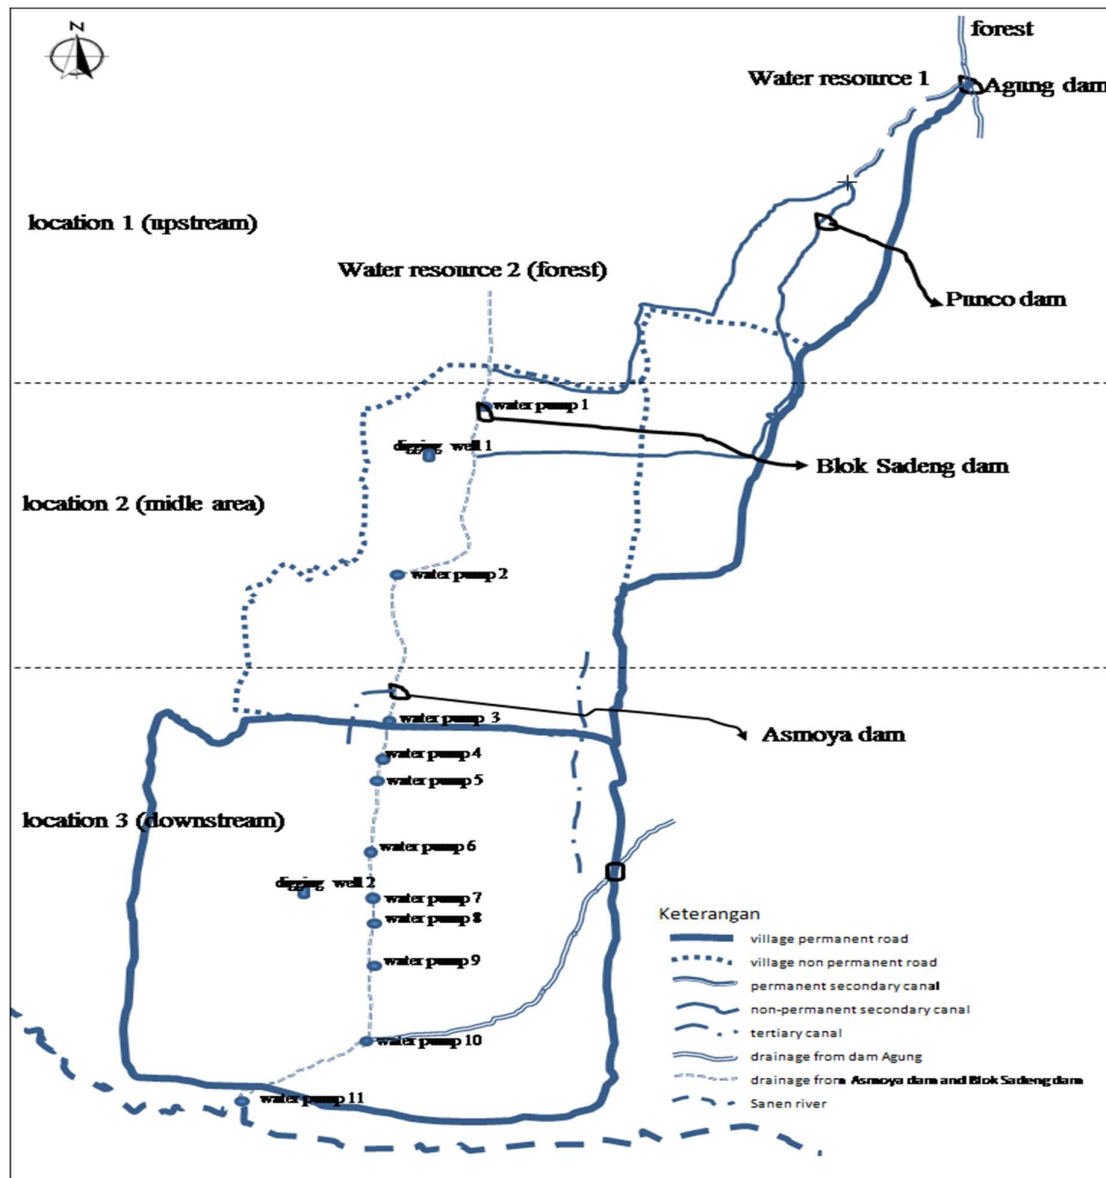 N
forest
Water resource 1
Agung dam
location 1 (upstream)
Water resource 2 (forest)
Punco dam
water pump 1
digging well 1
Blok Sadeng dam
location 2 (midle area)
water pump 2
water pump 3
Asmoya dam
water pump 4
water pump 5
location 3 (downstream)
water pump 6
digging well 2
water pump 7
water pump 8
water pump 9
water pump 10
water pump 11
Keterangan
village permanent road
village non permanent road
permanent secondary canal
non-permanent secondary canal
tertiary canal
drainage from dam Agung
drainage from Asmoya dam and Blok Sadeng dam
Sanen river